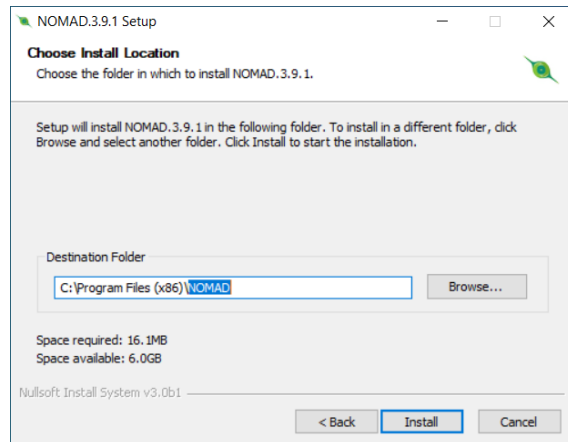 NOMAD.3.9.1 Setup
Choose Install Location
Choose the folder in which to install NOMAD.3.9.1.
Setup will install NOMAD.3.9.1 in the following folder. To install in a different folder, click
Browse and select another folder. Click Install to start the installation.
Destination Folder
C:\Program Files (x86)\NOMAD
Browse...
Space required: 16.1MB
Space available: 6.0GB
Nullsoft Install System v3.0b1
< Back
Install
Cancel